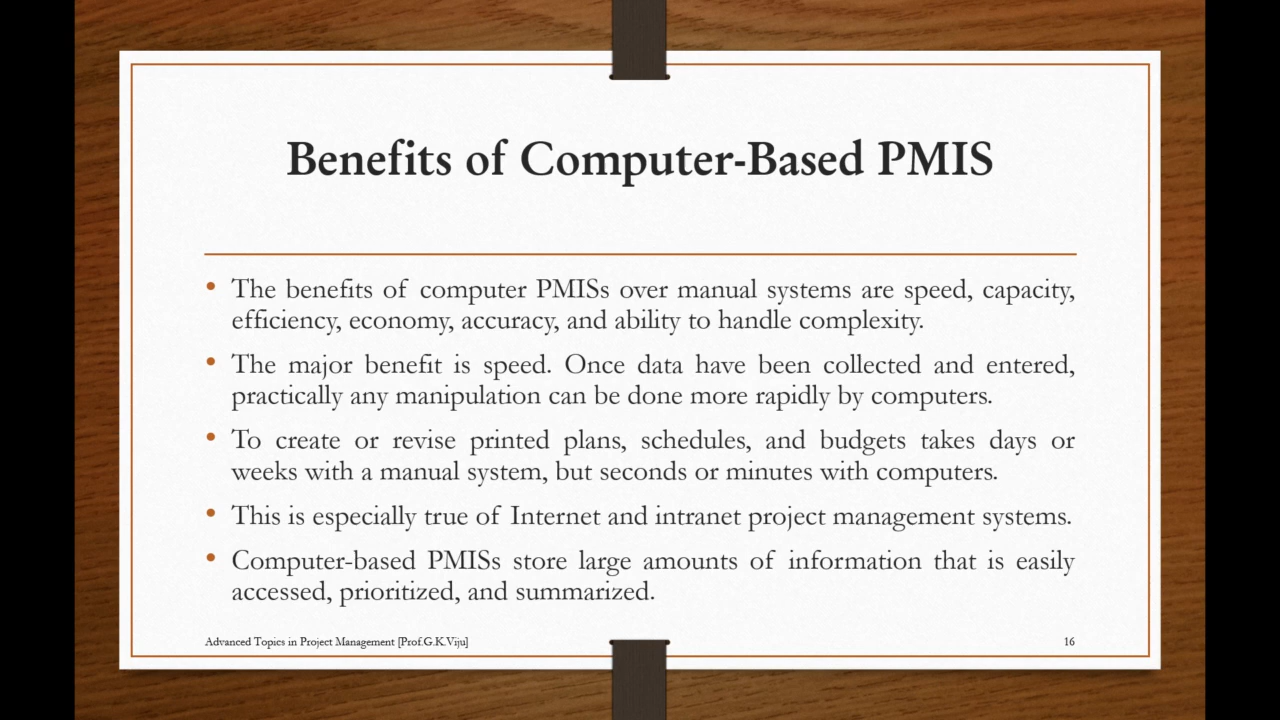 Benefits of Computer-Based PMIS
• The benefits of computer PMISs over manual systems are speed, capacity,
efficiency, economy, accuracy, and ability to handle complexity.
• The major benefit is speed. Once data have been collected and entered,
practically any manipulation can be done more rapidly by computers.
• To create or revise printed plans, schedules, and budgets takes days or
weeks with a manual system, but seconds or minutes with computers.
• This is especially true of Internet and intranet project management systems.
• Computer-based PMISs store large amounts of information that is easily
accessed, prioritized, and summarized.
Advanced Topics in Project Management [Prof.G.K.Viju]
16